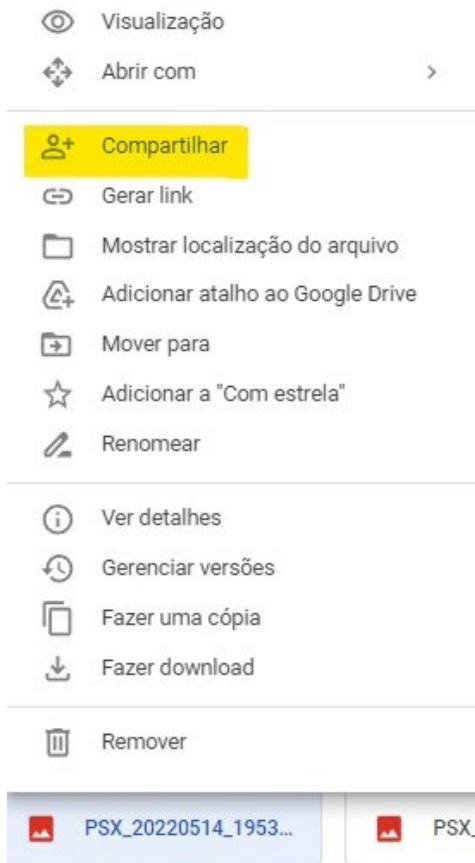 Visualização
Abrir com
Compartilhar
Gerar link
Mostrar localização do arquivo
Adicionar atalho ao Google Drive
Mover para
Adicionar a "Com estrela"
Renomear
Ver detalhes
Gerenciar versões
Fazer uma cópia
Fazer download
Remover
PSX_20220514_1953... PSX_